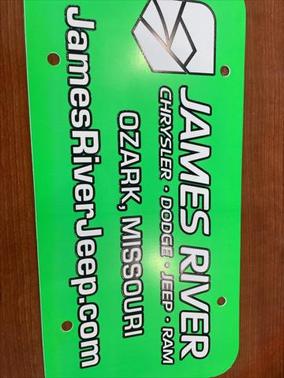 JAMES RIVER
CHRYSLER · DODGE · JEEP · RAM
OZARK, MISSOURI
JamesRiverJeep.com